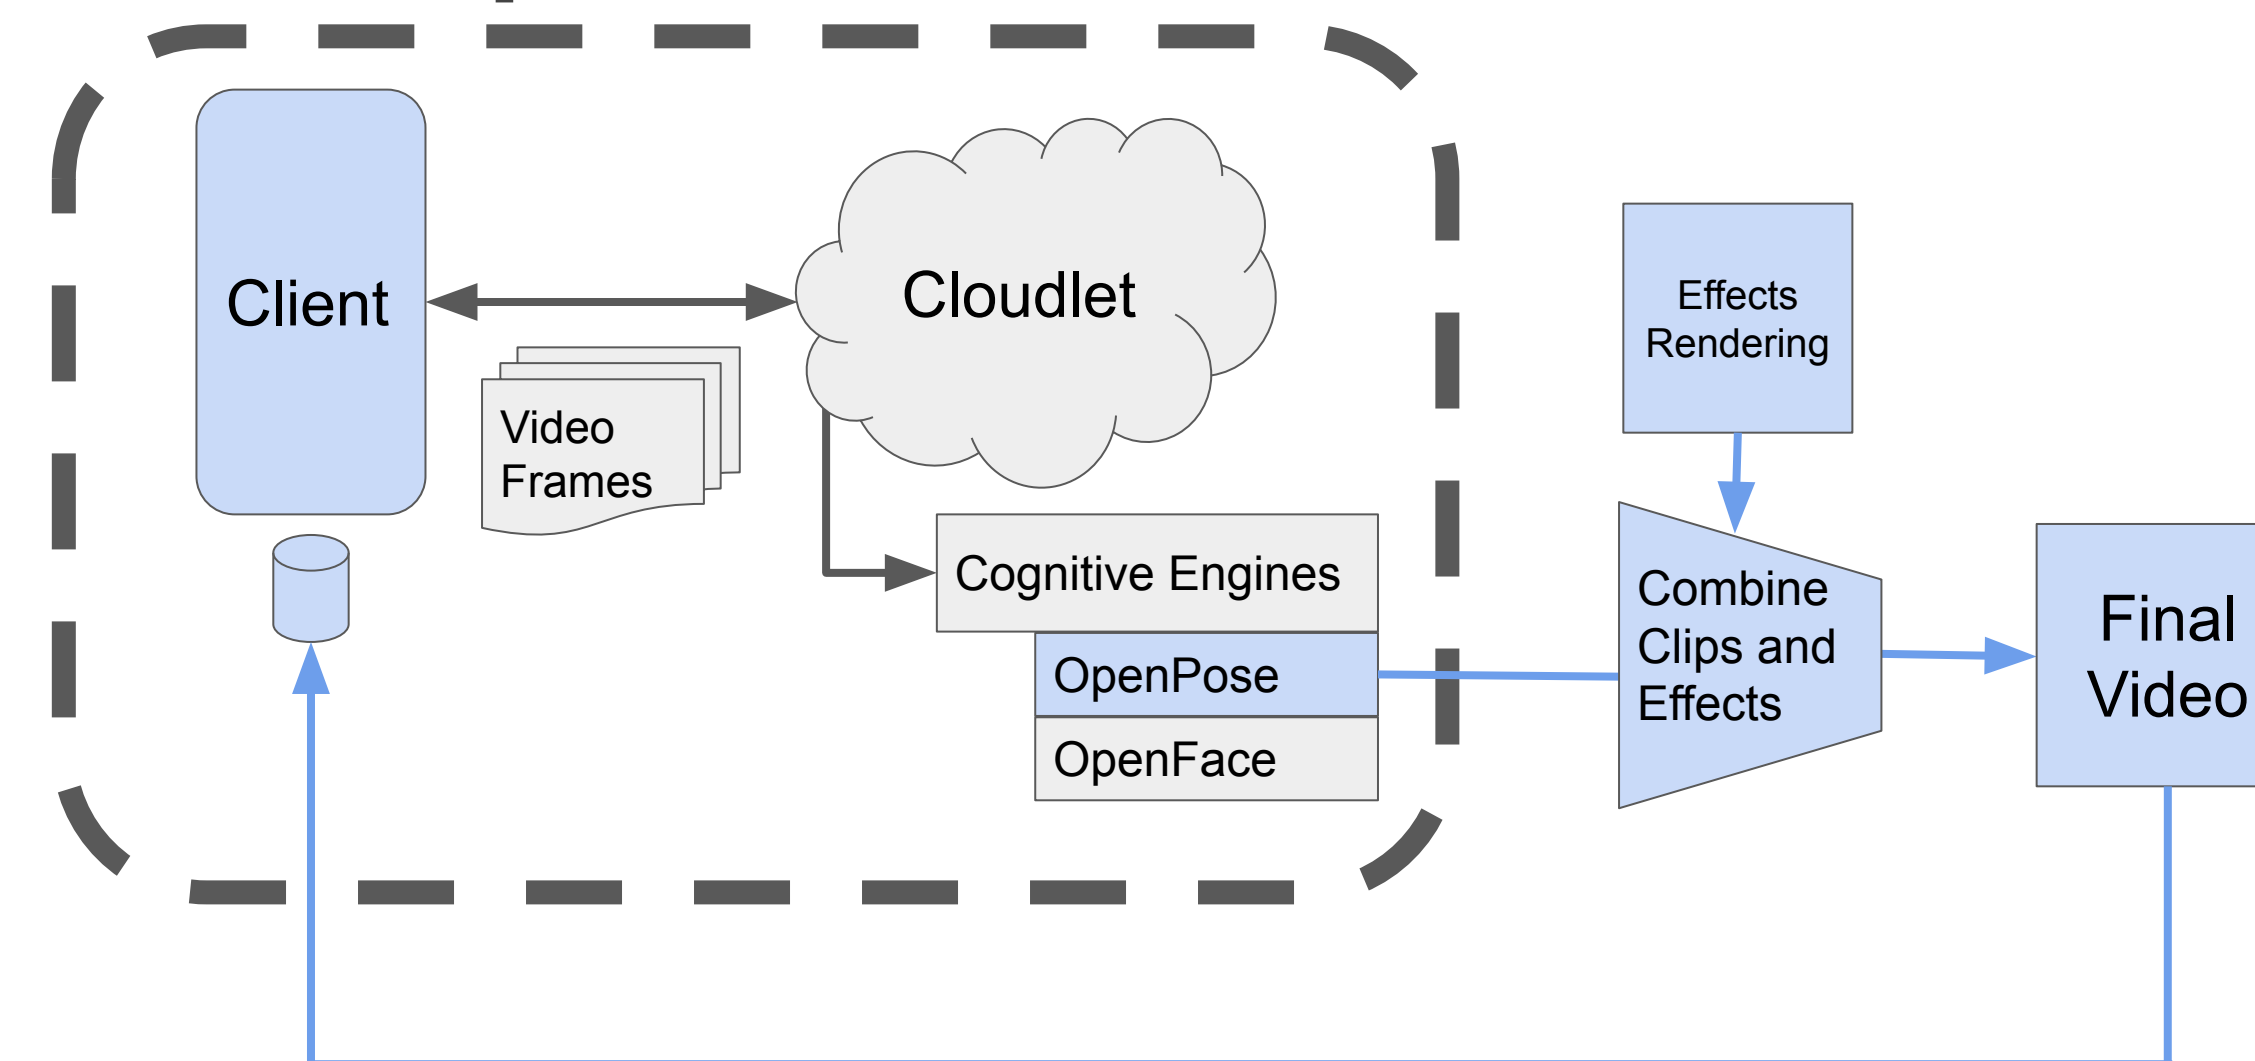 Client
Cloudlet
Video
Frames
Effects
Rendering
Cognitive Engines
OpenPose
OpenFace
Combine
Clips and
Effects
Final
Video